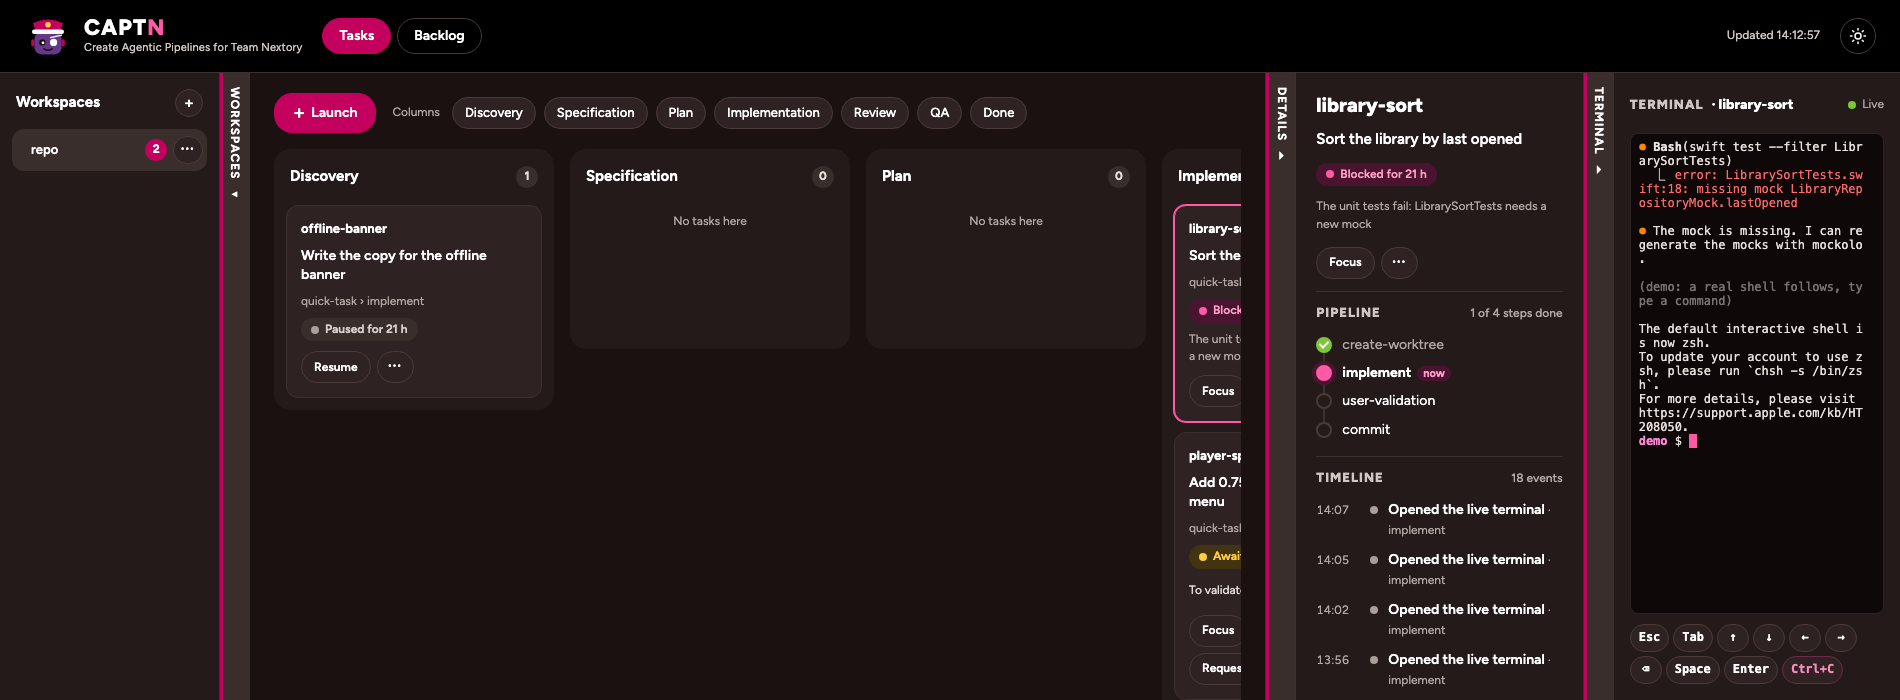 CAPTN
Create Agentic Pipelines for Team Nextory
Tasks
Backlog
Updated 14:12:57
Workspaces
+
repo
2
WORKSPACES
+ Launch
Columns
Discovery
Specification
Plan
Implementation
Review
QA
Done
Discovery
1
offline-banner
Write the copy for the offline
banner
quick-task › implement
Paused for 21 h
Resume
Specification
0
No tasks here
Plan
0
No tasks here
Implemen
library-so
Sort the
quick-task
Block
The unit t
a new mo
Focus
player-sp
Add 0.75
menu
quick-task
Await
To validate
Focus
Reques
DETAILS
library-sort
Sort the library by last opened
Blocked for 21 h
The unit tests fail: LibrarySortTests needs a
new mock
Focus
PIPELINE
1 of 4 steps done
create-worktree
implement now
user-validation
commit
TIMELINE
18 events
14:07 Opened the live terminal ·
implement
14:05 Opened the live terminal ·
implement
14:02 Opened the live terminal ·
implement
13:56 Opened the live terminal ·
implement
TERMINAL
TERMINAL · library-sort
Live
Bash(swift test --filter Libr
arySortTests)
error: LibrarySortTests.sw
ift:18: missing mock LibraryRep
ositoryMock.lastOpened
The mock is missing. I can re
generate the mocks with mockolo
.
(demo: a real shell follows, ty
pe a command)
The default interactive shell i
s now zsh.
To update your account to use z
sh, please run `chsh -s /bin/zs
h`.
For more details, please visit
https://support.apple.com/kb/HT
208050.
demo $
Esc
Tab
↑
↓
←
→
⌫
Space
Enter
Ctrl+C